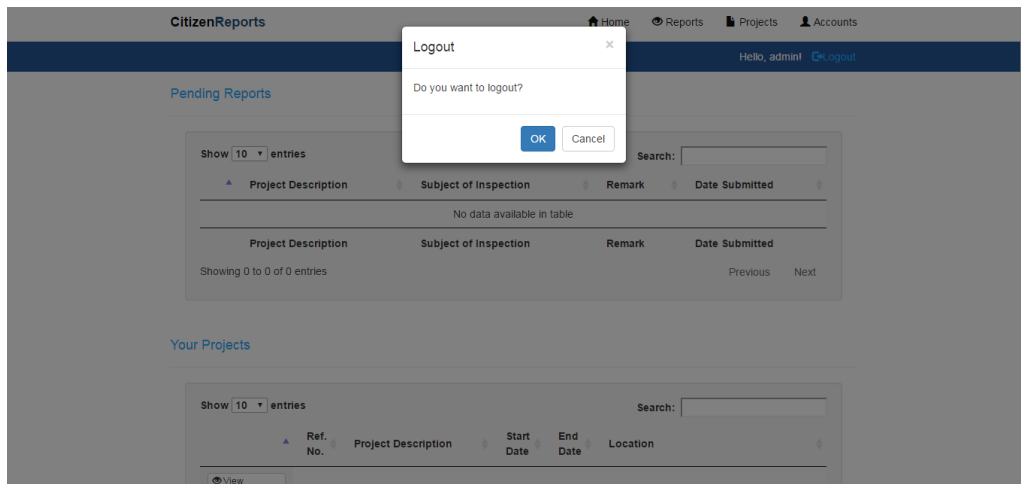 CitizenReports
Home Reports Projects Accounts
Hello, admin! Logout
Logout ×
Do you want to logout?
OK Cancel
Pending Reports
Show 10 entries
Search:
Project Description Subject of Inspection Remark Date Submitted
No data available in table
Project Description Subject of Inspection Remark Date Submitted
Showing 0 to 0 of 0 entries
Previous Next
Your Projects
Show 10 entries
Search:
Ref. No. Project Description Start Date End Date Location
View